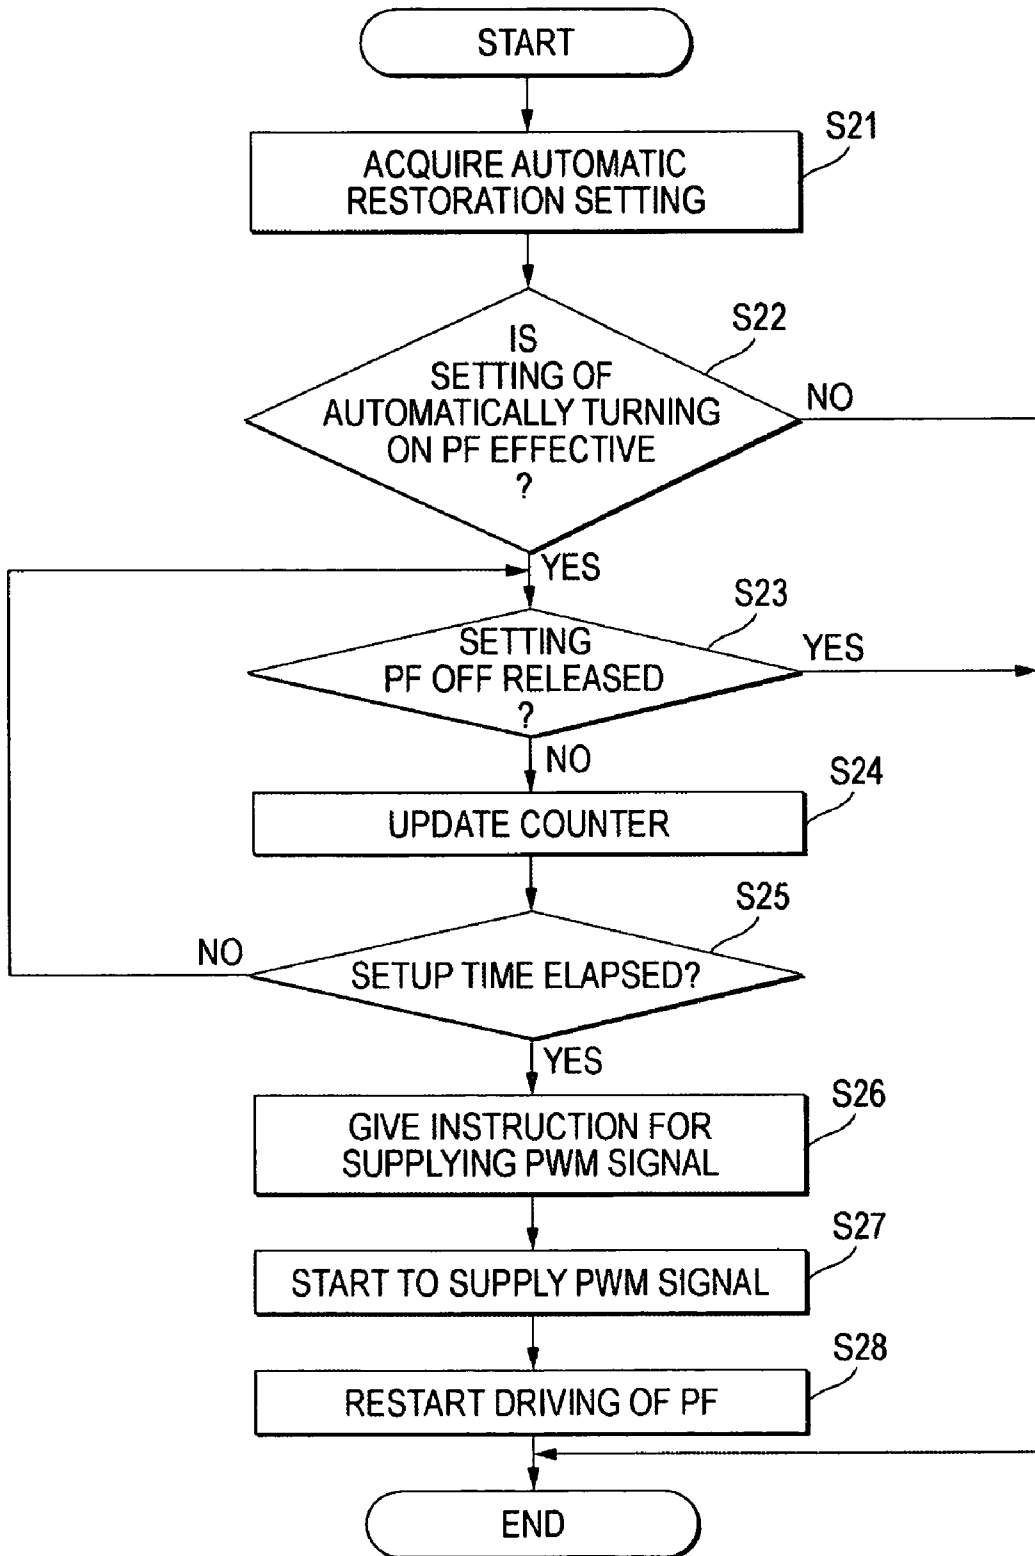 START
S21
ACQUIRE AUTOMATIC
RESTORATION SETTING
S22
IS
SETTING OF
AUTOMATICALLY TURNING
ON PF EFFECTIVE
?
NO
YES
S23
SETTING
PF OFF RELEASED
?
YES
NO
S24
UPDATE COUNTER
S25
NO
SETUP TIME ELAPSED?
YES
S26
GIVE INSTRUCTION FOR
SUPPLYING PWM SIGNAL
S27
START TO SUPPLY PWM SIGNAL
S28
RESTART DRIVING OF PF
END